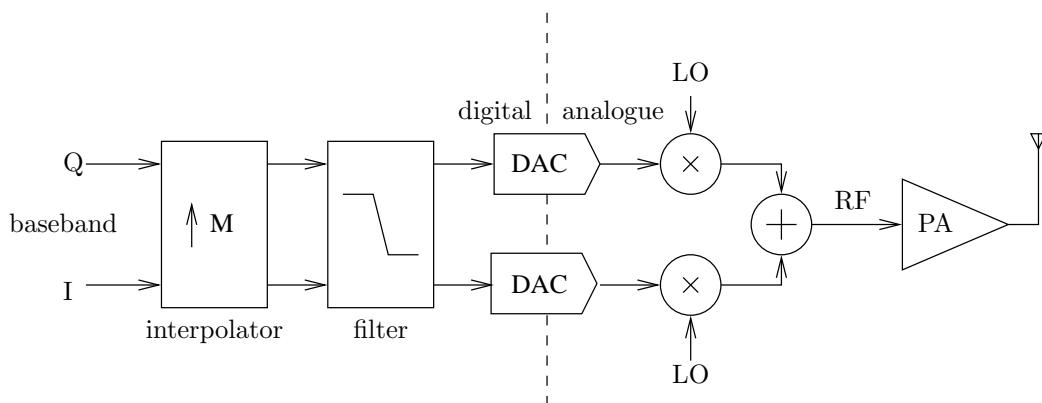 LO
digital
analogue
Q
DAC
×
baseband
↑ M
RF
+
PA
I
DAC
×
interpolator
filter
LO